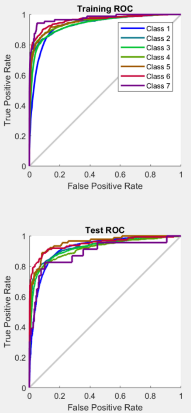 Training ROC
1
0.8
0.6
0.4
0.2
0
True Positive Rate
Class 1
Class 2
Class 3
Class 4
Class 5
Class 6
Class 7
0 0.2 0.4 0.6 0.8 1
False Positive Rate
Test ROC
1
0.8
0.6
0.4
0.2
0
True Positive Rate
0 0.2 0.4 0.6 0.8 1
False Positive Rate